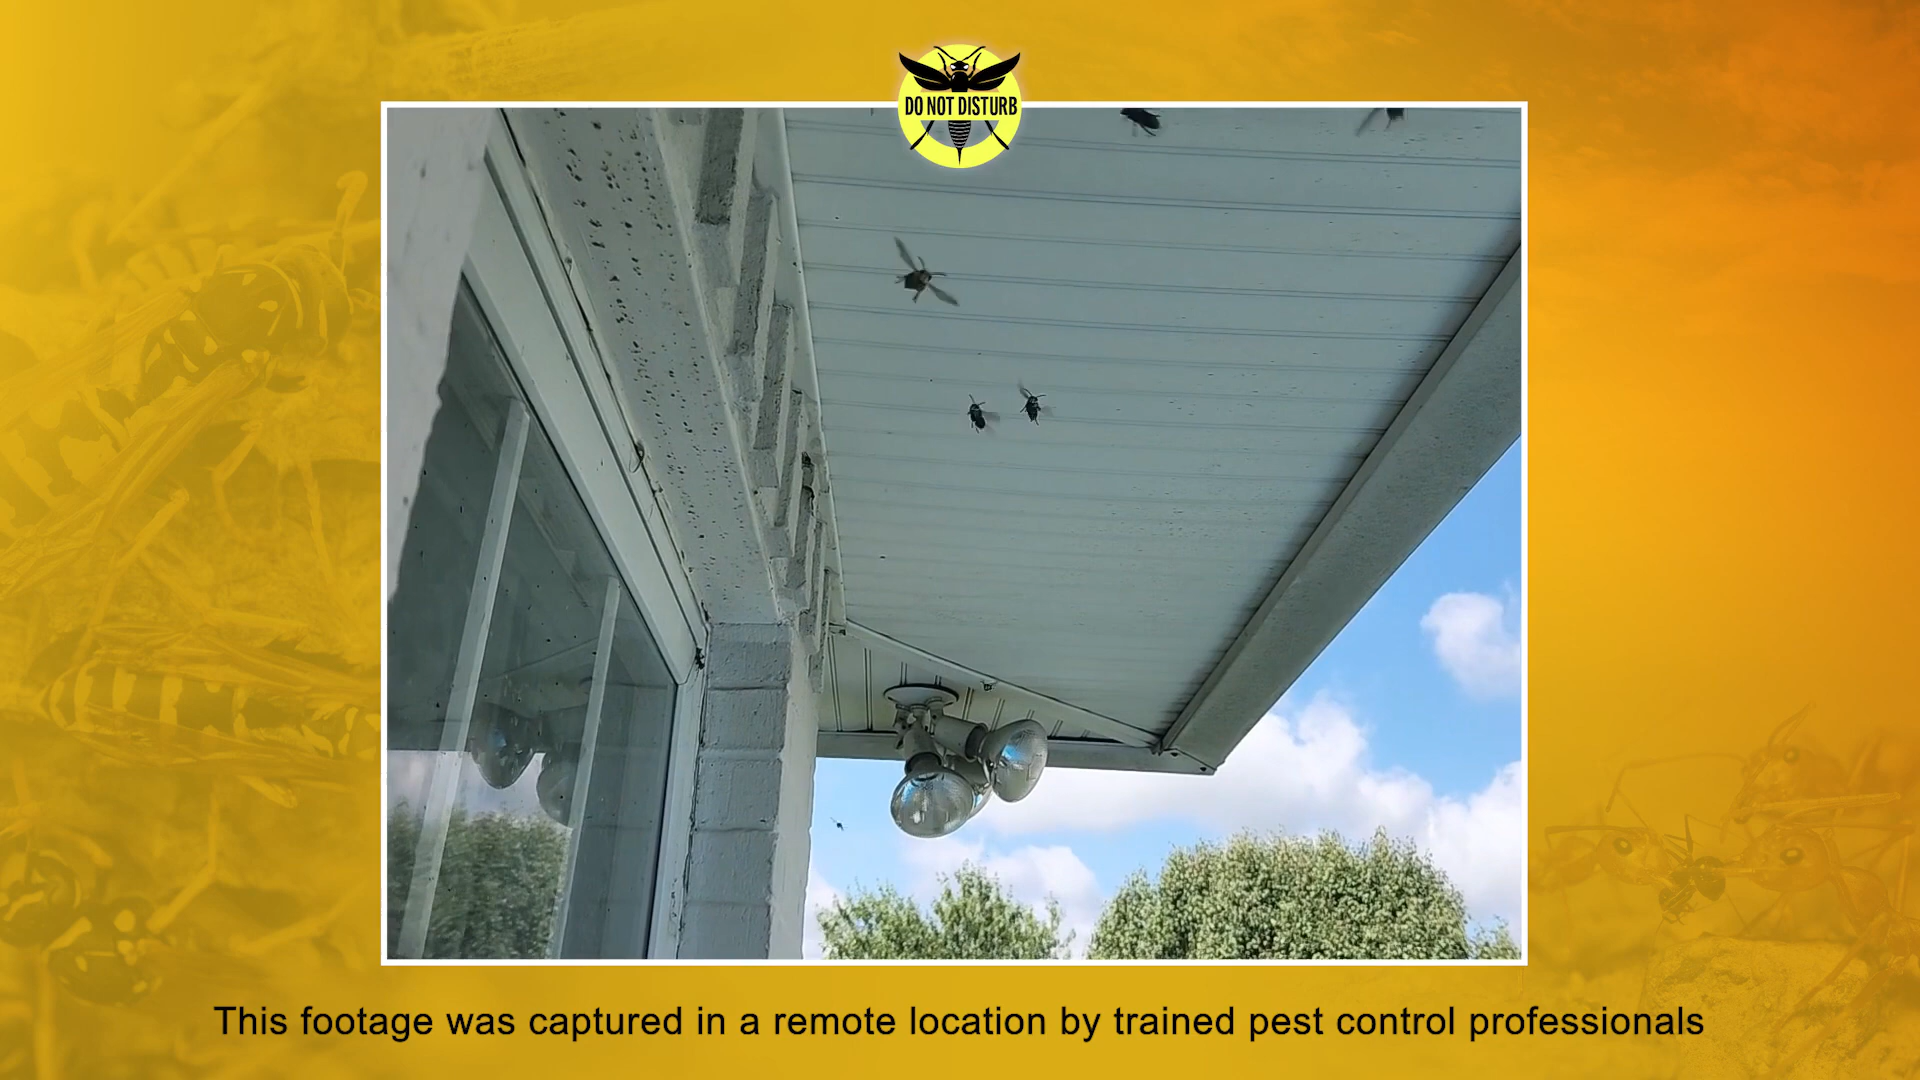 DO NOT DISTURB
This footage was captured in a remote location by trained pest control professionals